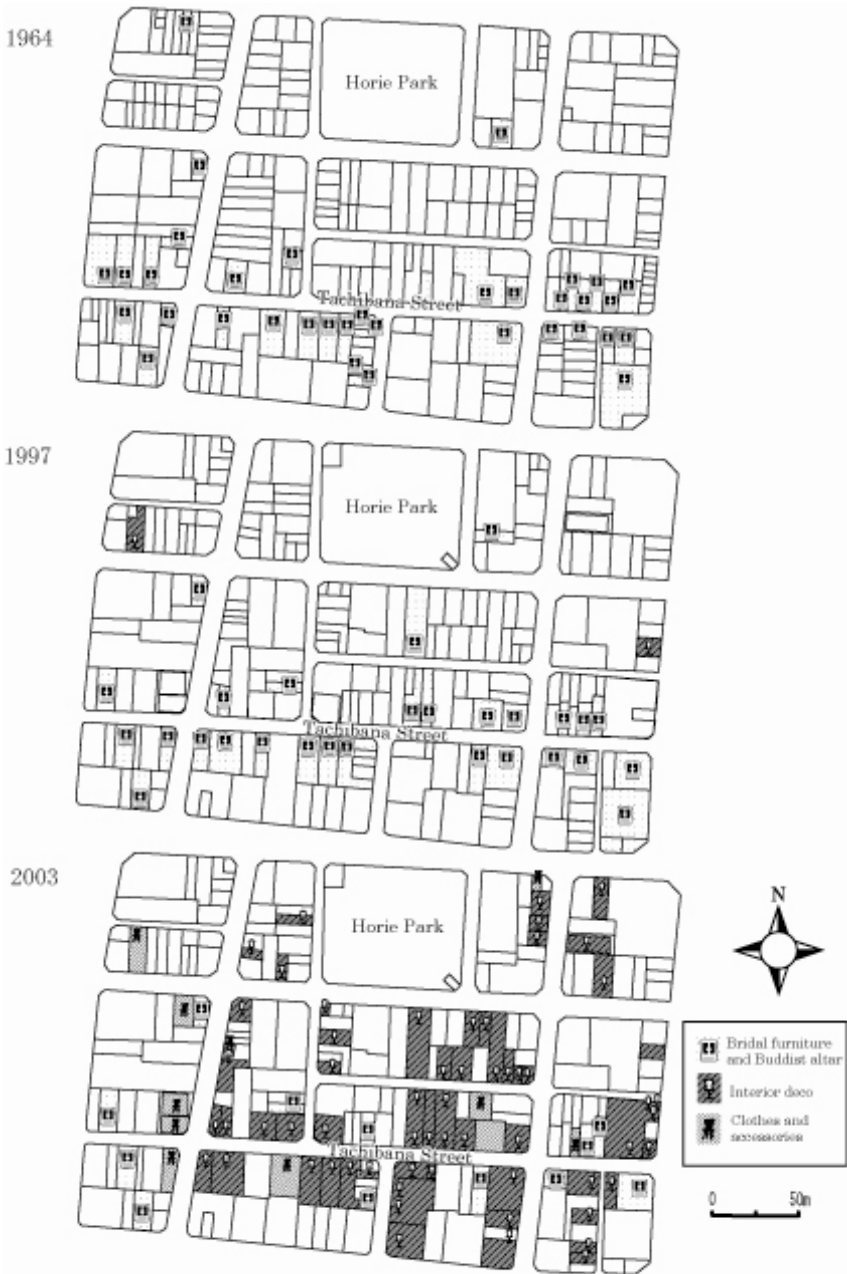 1964
Horie Park
Tachibana Street
1997
Horie Park
Tachibana Street
2003
Horie Park
N
Bridal furniture
and Buddist altar
Interior deco
Clothes and
accessories
Tachibana Street
0 50m